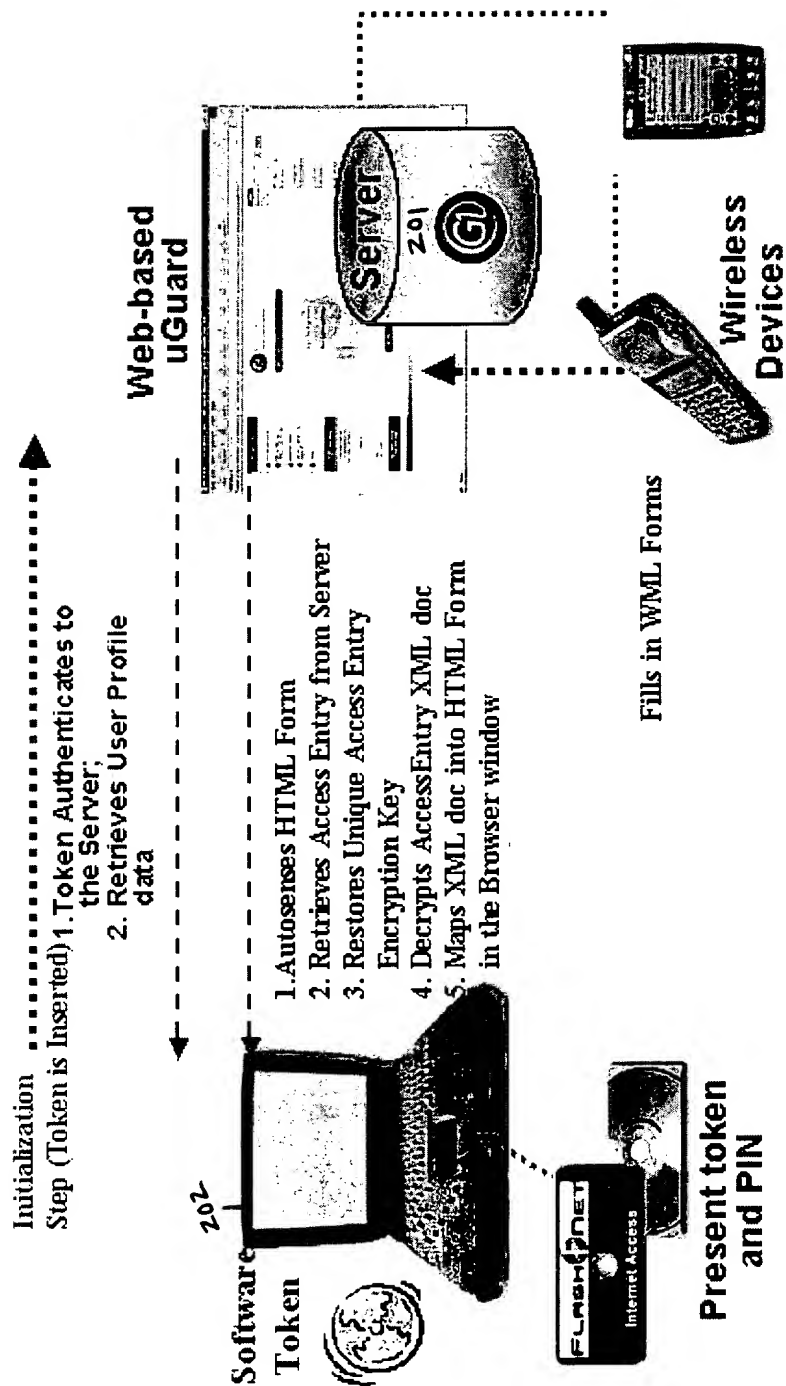 Initialization
Step (Token is Inserted)
1.Token Authenticates to
the Server;
2. Retrieves User Profile
data
Web-based
uGuard
Server
201
G1
Software
Token
202
1.Autosenses HTML Form
2. Retrieves Access Entry from Server
3. Restores Unique Access Entry
Encryption Key
4. Decrypts AccessEntry XML doc
5. Maps XML doc into HTML Form
in the Browser window
FLASH NET
Internet Access
Present token
and PIN
Fills in WML Forms
Wireless
Devices